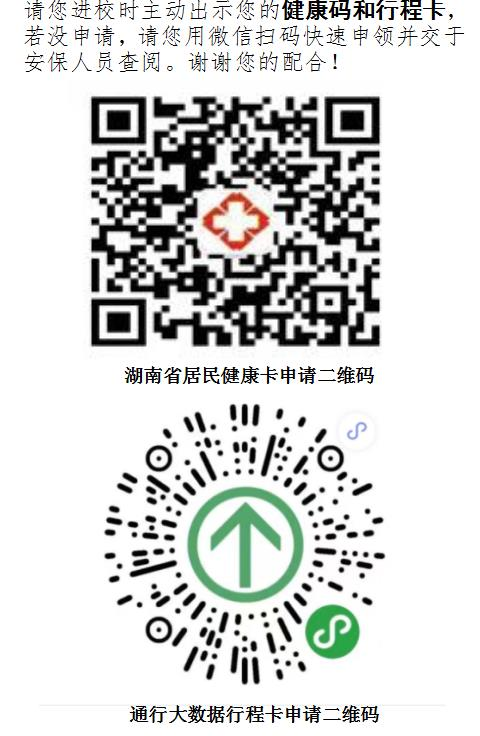 请您进校时主动出示您的健康码和行程卡，
若没申请，请您用微信扫码快速申领并交于
安保人员查阅。谢谢您的配合！
湖南省居民健康卡申请二维码
通行大数据行程卡申请二维码